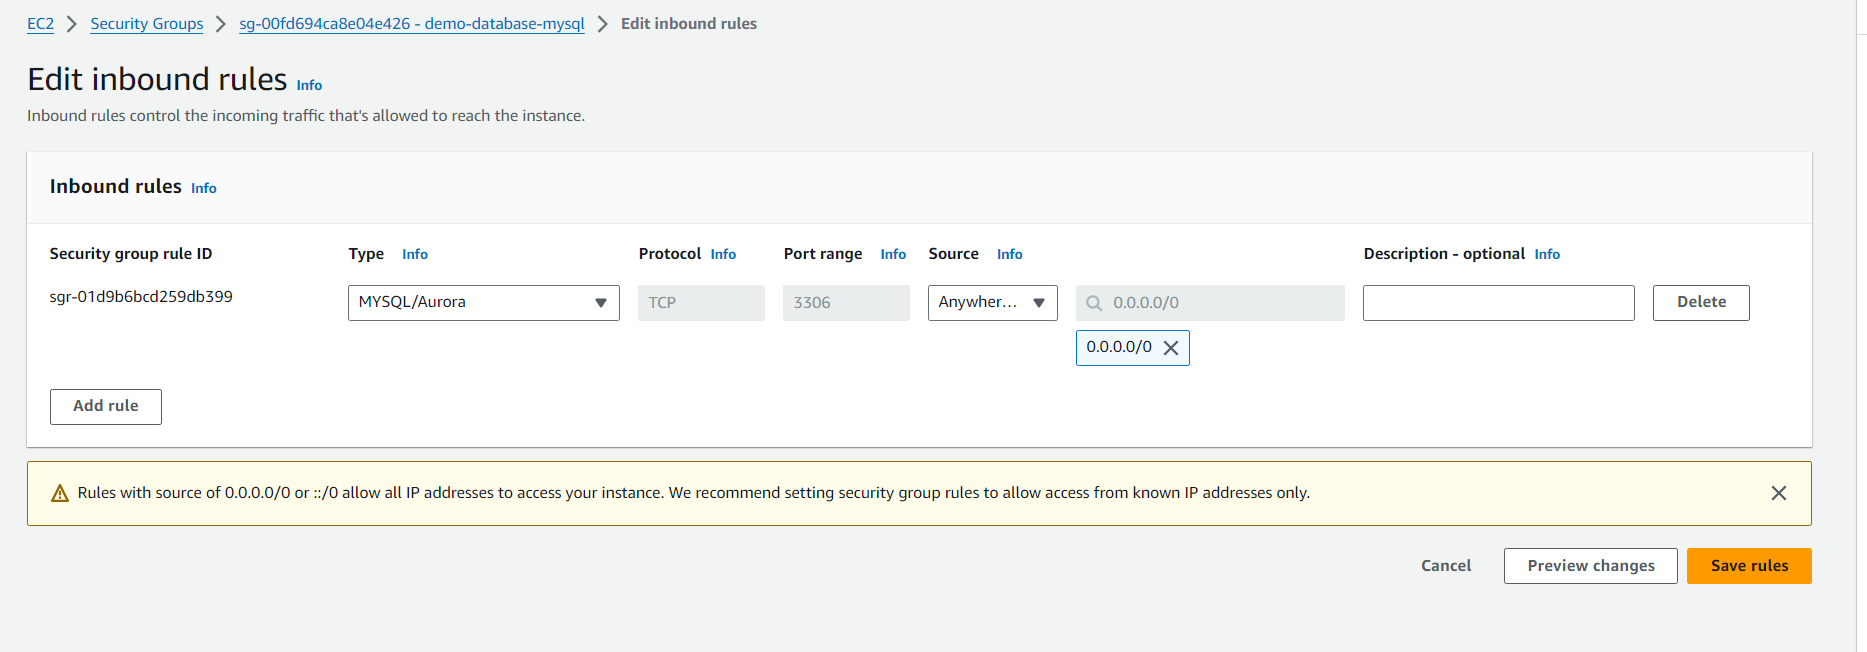 EC2 > Security Groups > sg-00fd694ca8e04e426 - demo-database-mysql > Edit inbound rules
Edit inbound rules Info
Inbound rules control the incoming traffic that's allowed to reach the instance.
Inbound rules Info
Security group rule ID Type Info Protocol Info Port range Info Source Info Description - optional Info
sgr-01d9b6bcd259db399 MYSQL/Aurora TCP 3306 Anywher... 0.0.0.0/0 Delete
0.0.0.0/0
Add rule
Rules with source of 0.0.0.0/0 or ::/0 allow all IP addresses to access your instance. We recommend setting security group rules to allow access from known IP addresses only.
Cancel Preview changes Save rules